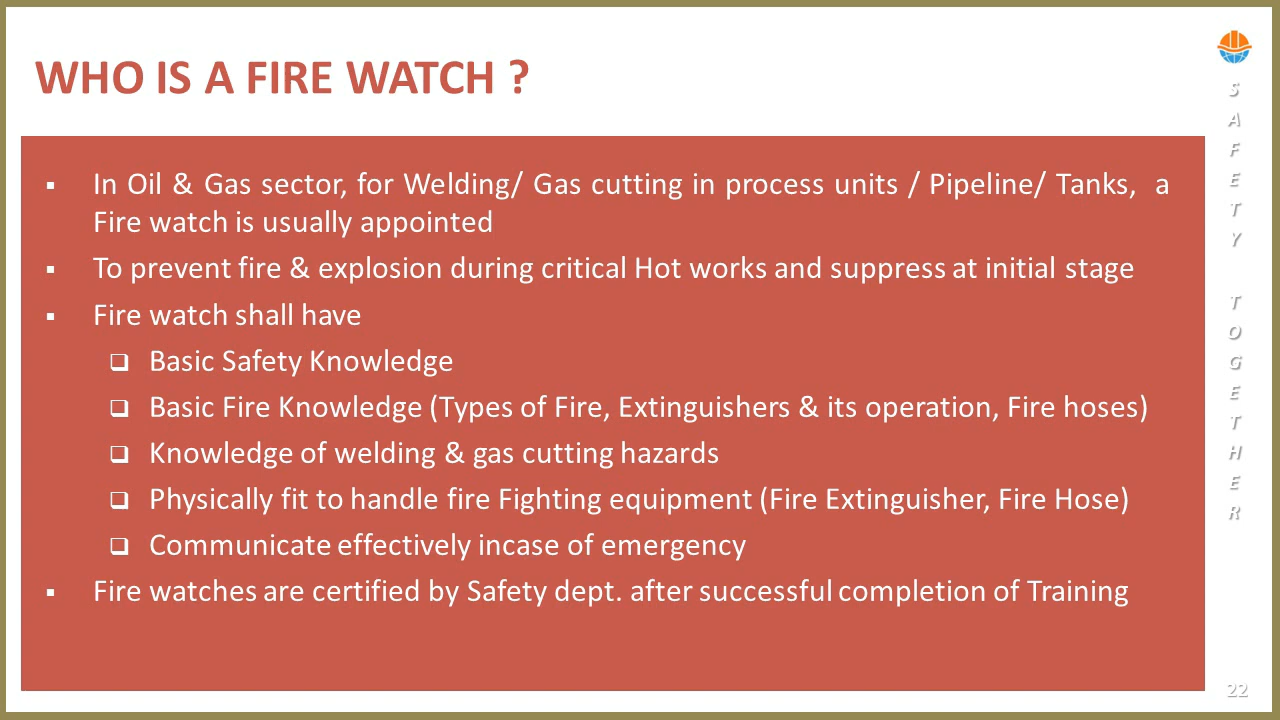 WHO IS A FIRE WATCH ?
▪ In Oil & Gas sector, for Welding/ Gas cutting in process units / Pipeline/ Tanks, a
Fire watch is usually appointed
▪ To prevent fire & explosion during critical Hot works and suppress at initial stage
▪ Fire watch shall have
❑ Basic Safety Knowledge
❑ Basic Fire Knowledge (Types of Fire, Extinguishers & its operation, Fire hoses)
❑ Knowledge of welding & gas cutting hazards
❑ Physically fit to handle fire Fighting equipment (Fire Extinguisher, Fire Hose)
❑ Communicate effectively incase of emergency
▪ Fire watches are certified by Safety dept. after successful completion of Training
SAFETY TOGETHER
22